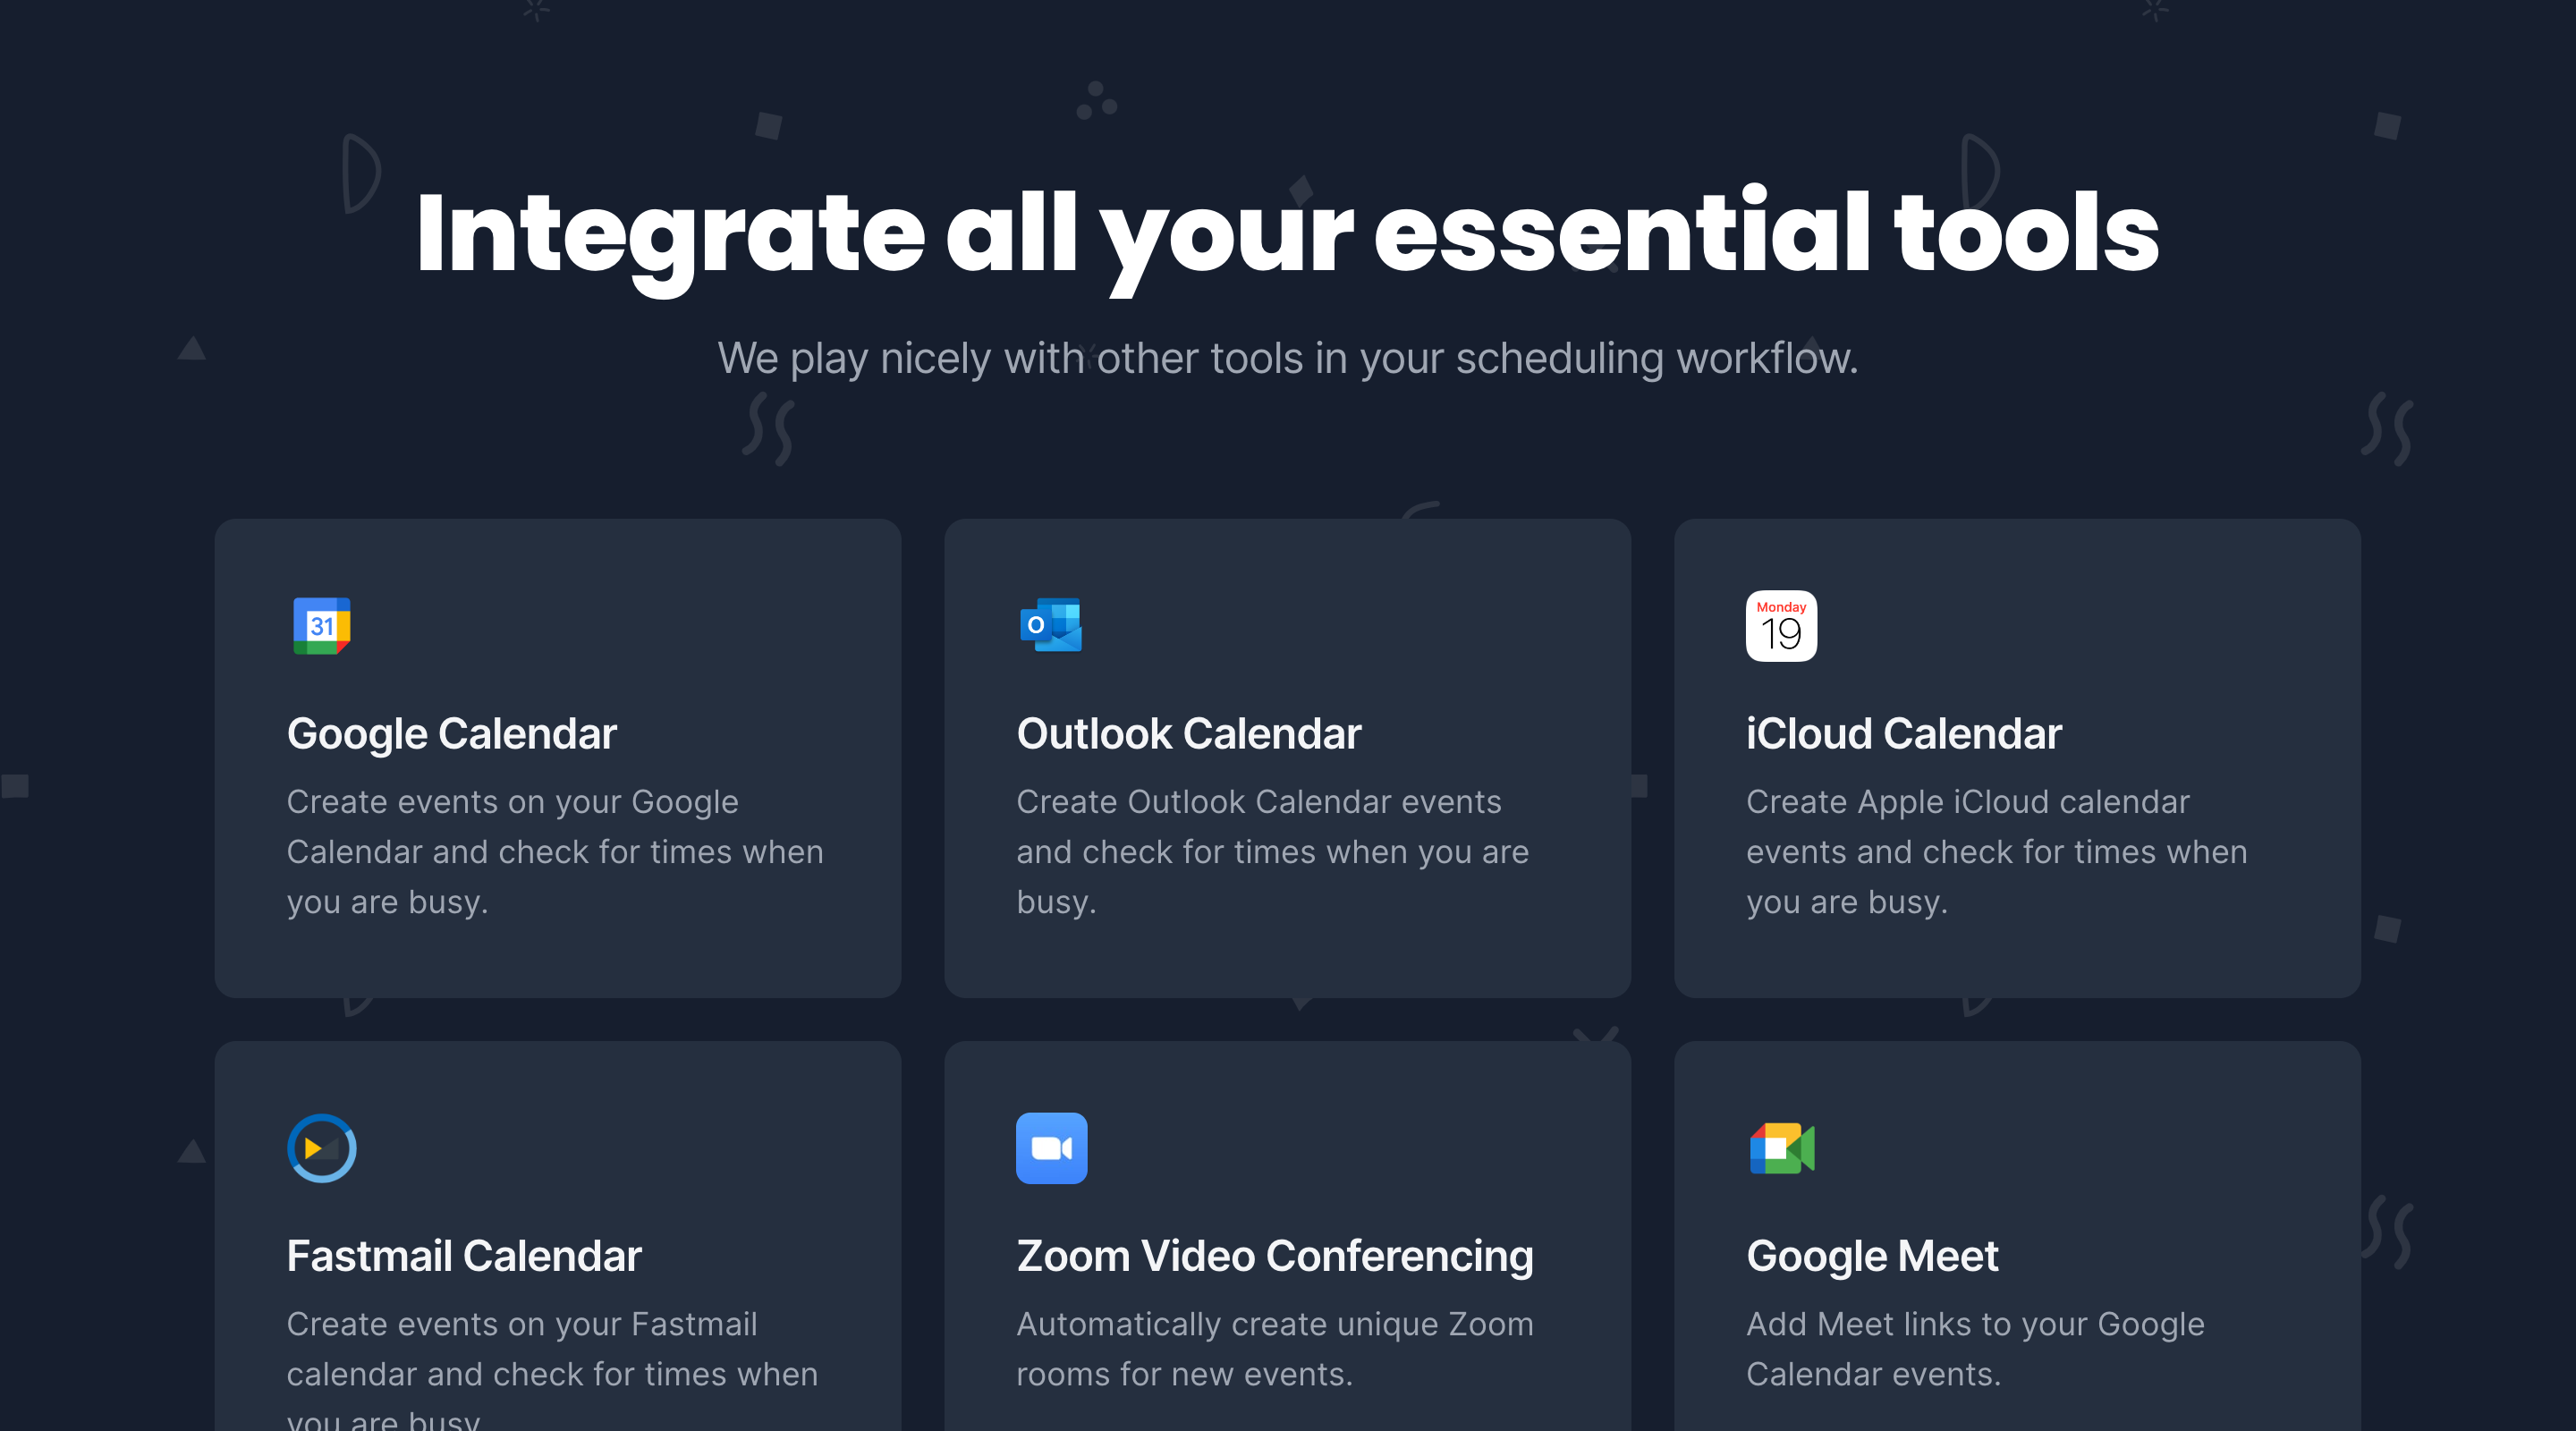 Integrate all your essential tools
We play nicely with other tools in your scheduling workflow.
31
Google Calendar
Create events on your Google
Calendar and check for times when
you are busy.
O
Outlook Calendar
Create Outlook Calendar events
and check for times when you are
busy.
Monday
19
iCloud Calendar
Create Apple iCloud calendar
events and check for times when
you are busy.
Fastmail Calendar
Create events on your Fastmail
calendar and check for times when
you are busy
Zoom Video Conferencing
Automatically create unique Zoom
rooms for new events.
Google Meet
Add Meet links to your Google
Calendar events.